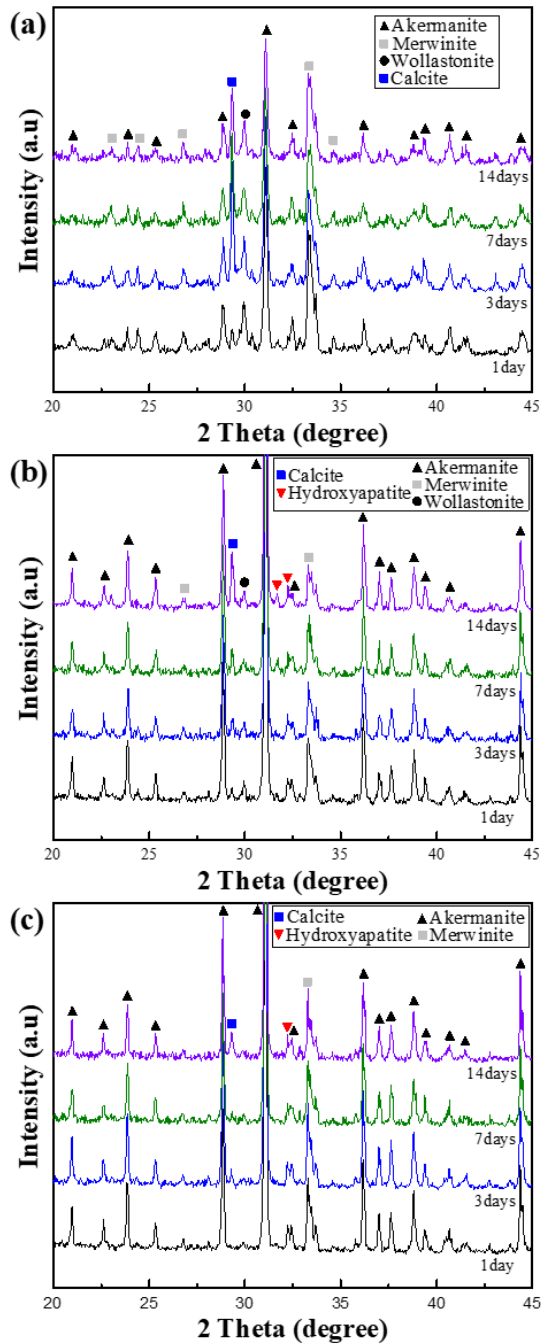 (a)
Akermanite
Merwinite
Wollastonite
Calcite
Intensity (a.u)
14days
7days
3days
1day
20 25 30 35 40 45
2 Theta (degree)
(b)
Calcite
Hydroxyapatite
Akermanite
Merwinite
Wollastonite
Intensity (a.u)
14days
7days
3days
1day
20 25 30 35 40 45
2 Theta (degree)
(c)
Calcite
Hydroxyapatite
Akermanite
Merwinite
Intensity (a.u)
14days
7days
3days
1day
20 25 30 35 40 45
2 Theta (degree)